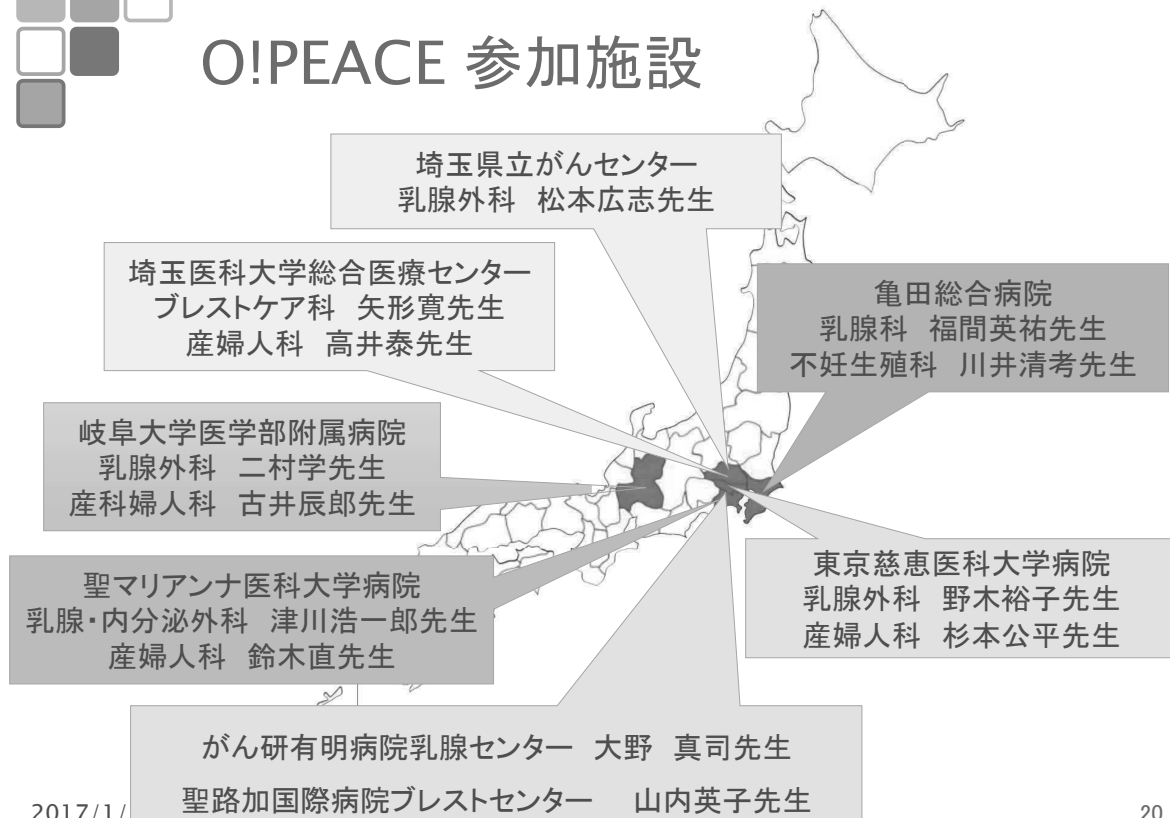 O!PEACE 参加施設
埼玉県立がんセンター
乳腺外科 松本広志先生
埼玉医科大学総合医療センター
ブレストケア科 矢形寛先生
産婦人科 高井泰先生
亀田総合病院
乳腺科 福間英祐先生
不妊生殖科 川井清考先生
岐阜大学医学部附属病院
乳腺外科 二村学先生
産科婦人科 古井辰郎先生
聖マリアンナ医科大学病院
乳腺・内分泌外科 津川浩一郎先生
産婦人科 鈴木直先生
東京慈恵医科大学病院
乳腺外科 野木裕子先生
産婦人科 杉本公平先生
がん研有明病院乳腺センター 大野 真司先生
聖路加国際病院ブレストセンター 山内英子先生
2017/1/
20